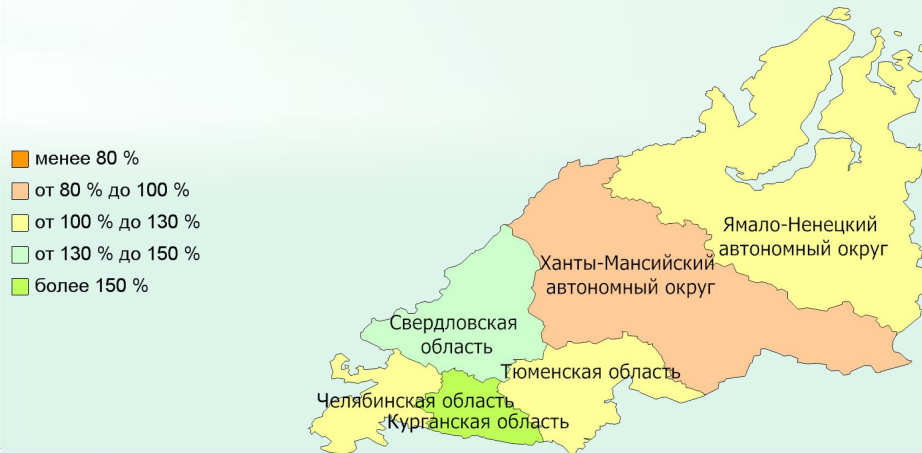 менее 80 %
от 80 % до 100 %
от 100 % до 130 %
от 130 % до 150 %
более 150 %
Ямало-Ненецкий
автономный округ
Ханты-Мансийский
автономный округ
Свердловская
область
Тюменская область
Челябинская область
Курганская область